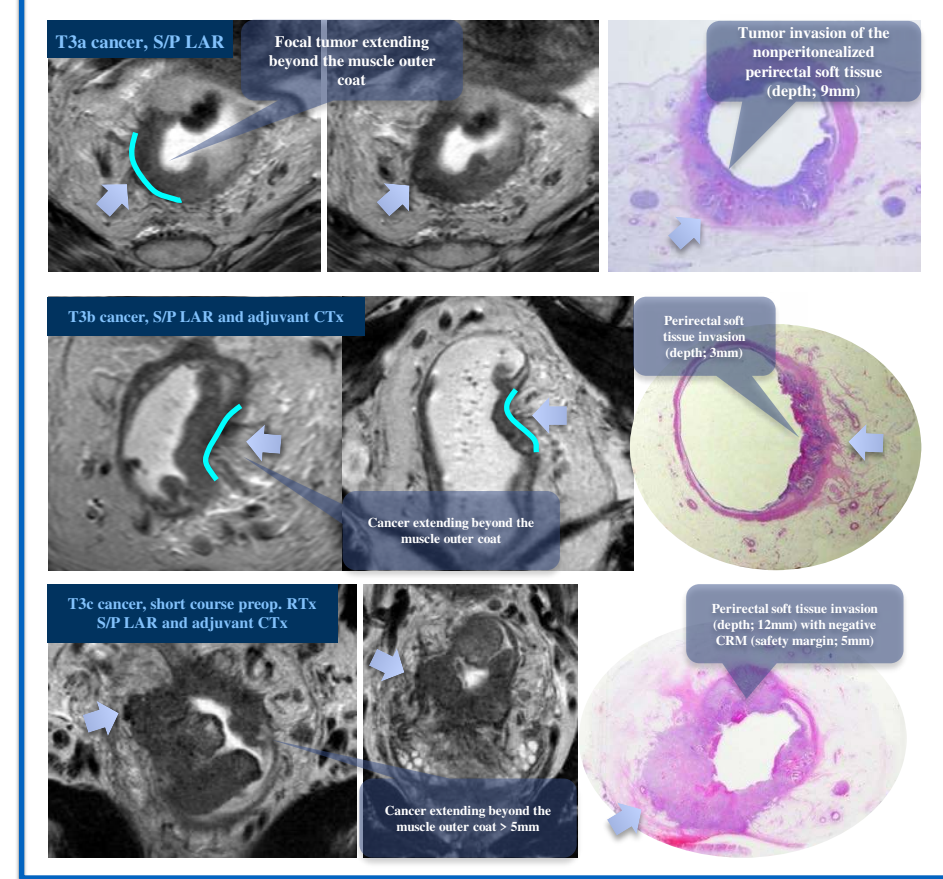 T3a cancer, S/P LAR
Focal tumor extending
beyond the muscle outer
coat
Tumor invasion of the
nonperitonealized
perirectal soft tissue
(depth; 9mm)
T3b cancer, S/P LAR and adjuvant CTx
Perirectal soft
tissue invasion
(depth; 3mm)
Cancer extending beyond the
muscle outer coat
T3c cancer, short course preop. RTx
S/P LAR and adjuvant CTx
Perirectal soft tissue invasion
(depth; 12mm) with negative
CRM (safety margin; 5mm)
Cancer extending beyond the
muscle outer coat > 5mm